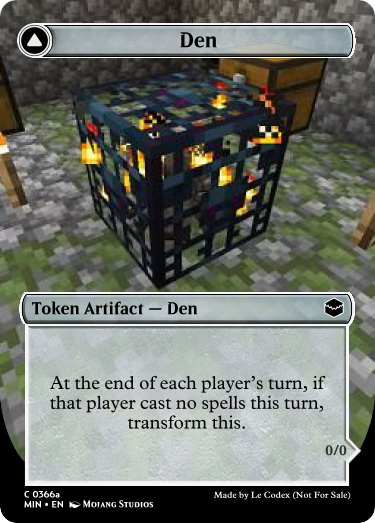 Den
Token Artifact — Den
At the end of each player's turn, if
that player cast no spells this turn,
transform this.
0/0
C 0366a
MIN • EN Mojang Studios
Made by Le Codex (Not For Sale)